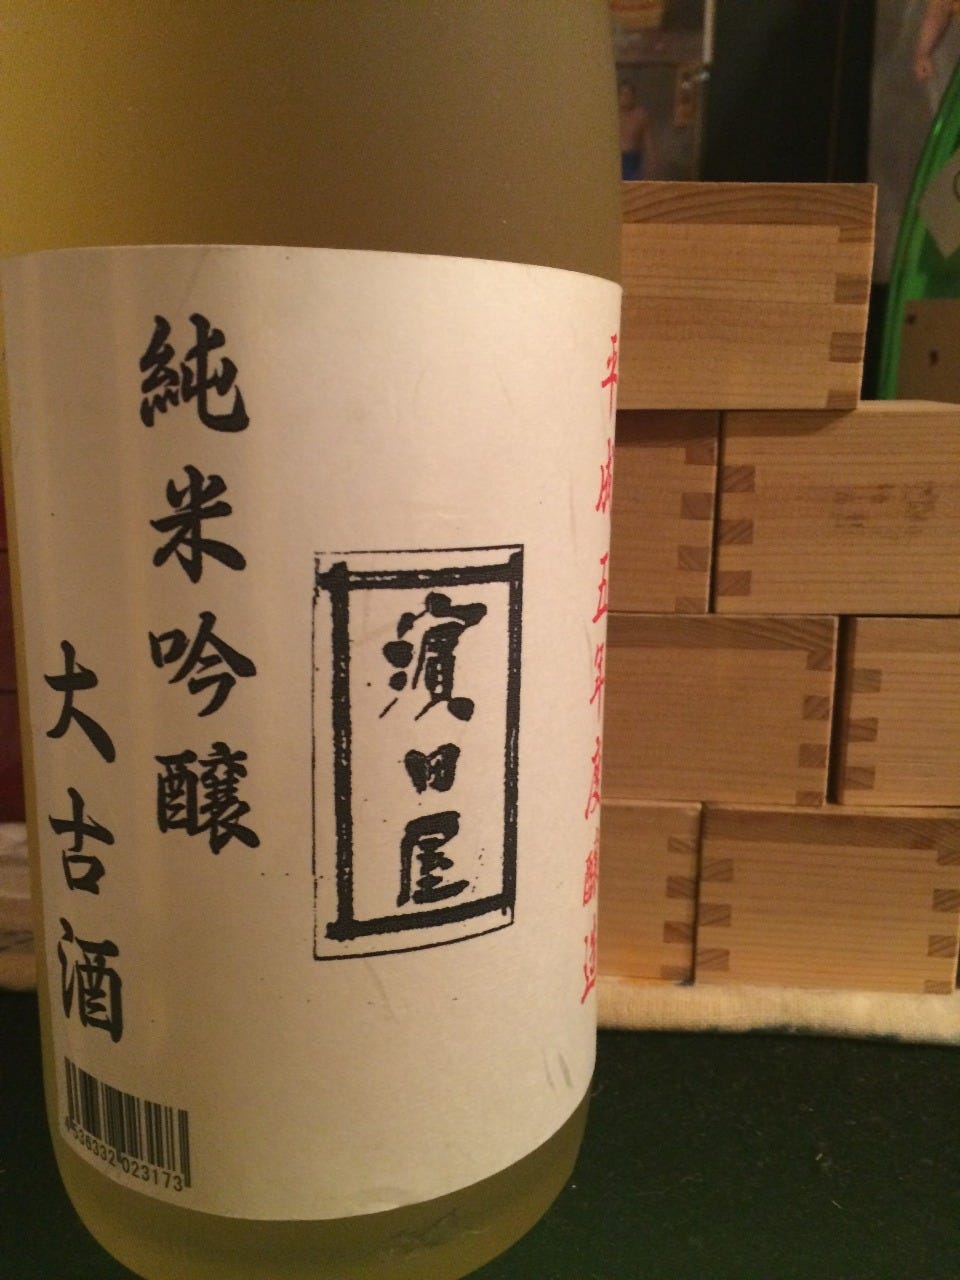 平成五年度醸造
濵田屋
純米吟醸
大古酒
4536332 023173